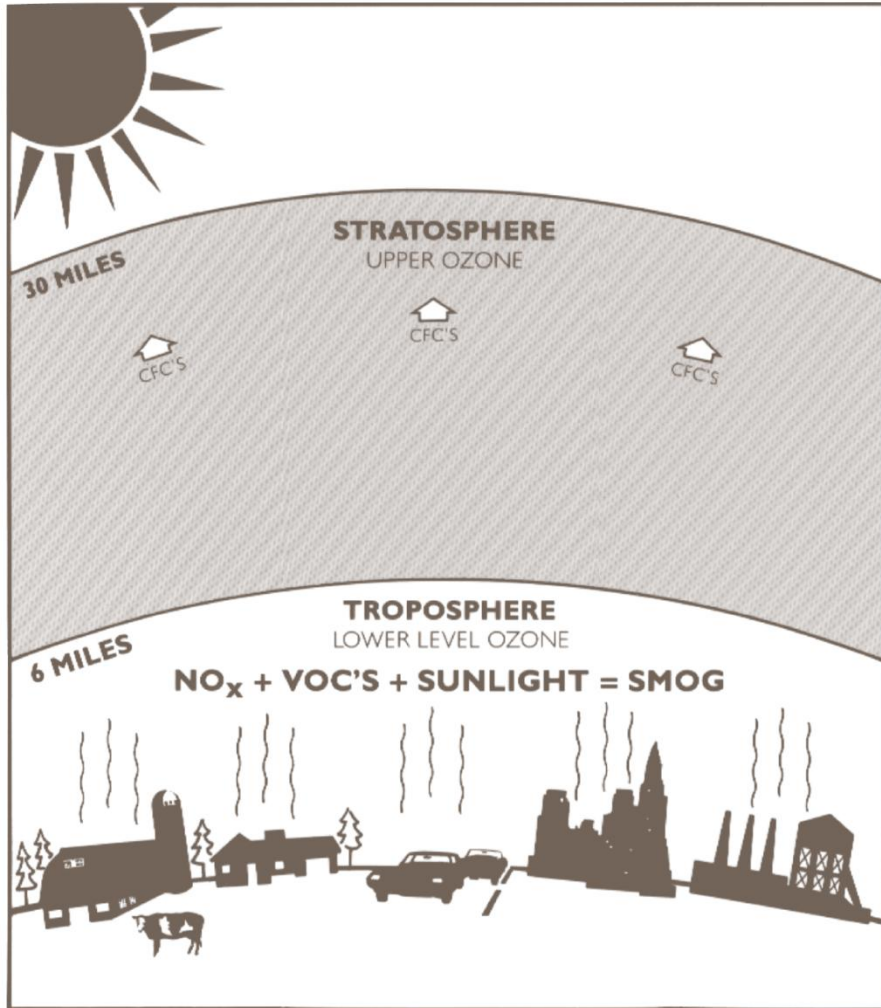 STRATOSPHERE
UPPER OZONE
30 MILES
CFC'S
CFC'S
CFC'S
TROPOSPHERE
LOWER LEVEL OZONE
6 MILES
NOx + VOC'S + SUNLIGHT = SMOG